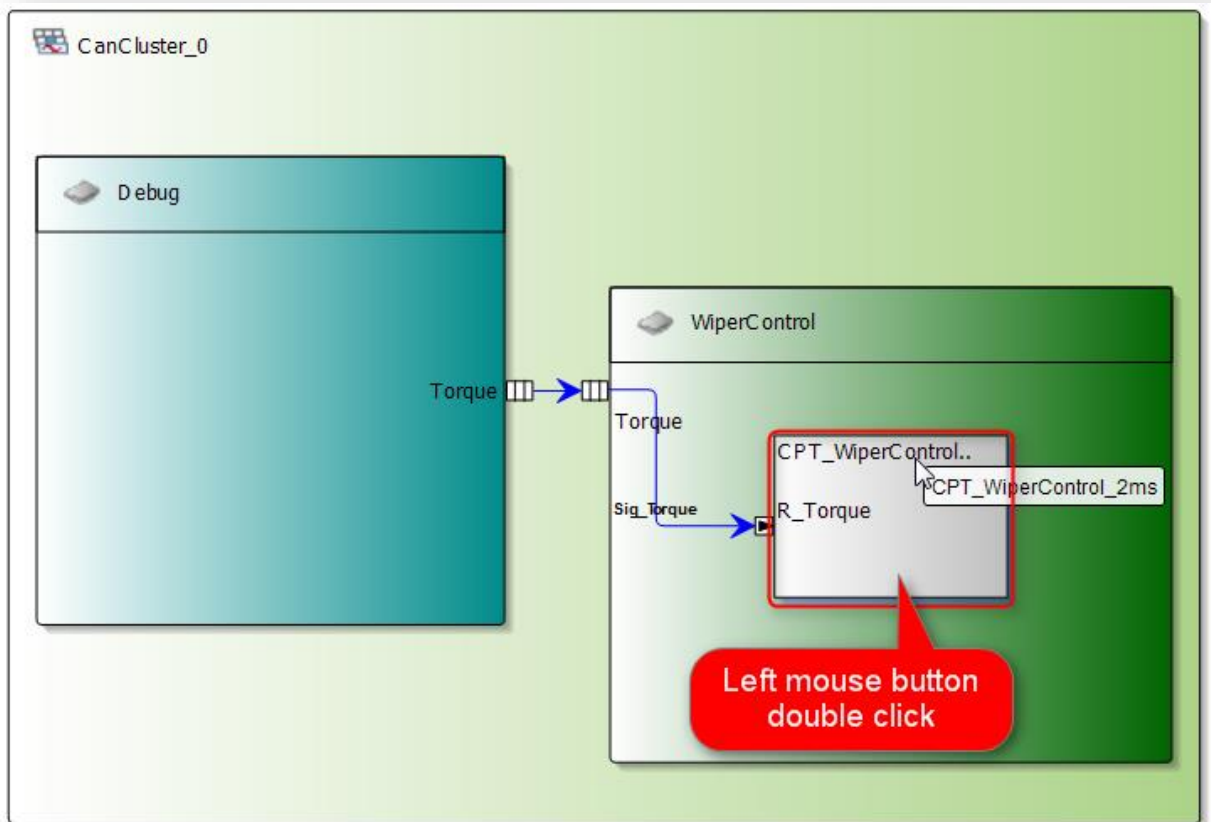 CanCluster_0
Debug
WiperControl
Torque
Torque
CPT_WiperControl..
CPT_WiperControl_2ms
Sig_Torque
R_Torque
Left mouse button
double click